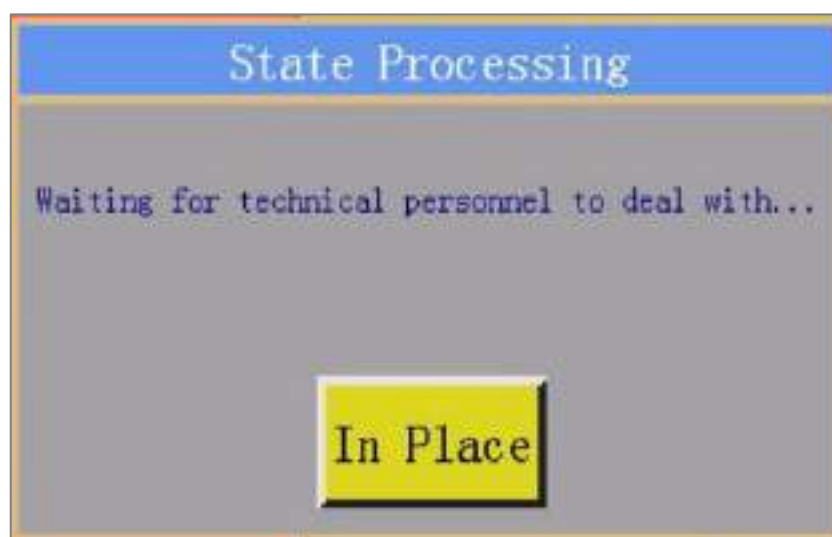 State Processing
Waiting for technical personnel to deal with...
In Place